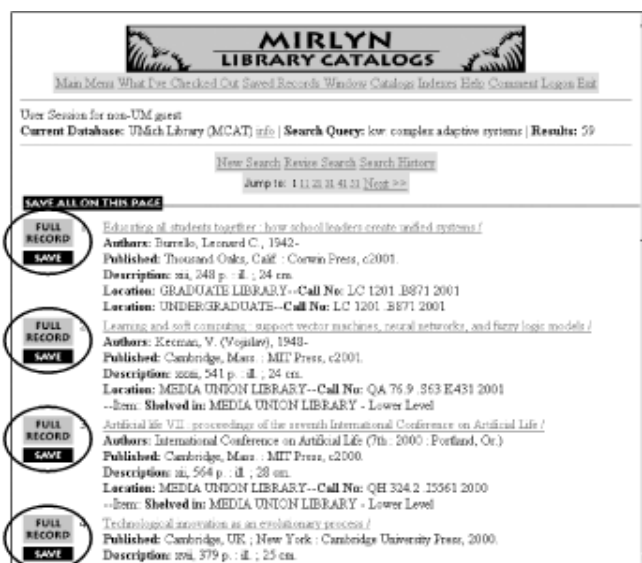 MIRLYN
LIBRARY CATALOGS
Main Menu What I've Checked Out Saved Records Window Catalogs Indexes Help Comment Logon Exit
User Session for non-UM guest
Current Database: UMich Library (MCAT) info | Search Query: kw: complex adaptive systems | Results: 59
New Search Revise Search Search History
Jump to: 1 11 21 31 41 51 Next >>
SAVE ALL ON THIS PAGE
FULL RECORD SAVE
Educating all students together : how school leaders create unified systems /
Authors: Burrello, Leonard C., 1942-
Published: Thousand Oaks, Calif. : Corwin Press, c2001.
Description: xii, 248 p. : ill. ; 24 cm.
Location: GRADUATE LIBRARY--Call No: LC 1201 .B871 2001
Location: UNDERGRADUATE--Call No: LC 1201 .B871 2001
FULL RECORD SAVE
Learning and soft computing : support vector machines, neural networks, and fuzzy logic models /
Authors: Kecman, V. (Vojislav), 1948-
Published: Cambridge, Mass. : MIT Press, c2001.
Description: xxxii, 541 p. : ill. ; 24 cm.
Location: MEDIA UNION LIBRARY--Call No: QA 76.9 .S63 K431 2001
--Item: Shelved in: MEDIA UNION LIBRARY - Lower Level
FULL RECORD SAVE
Artificial life VII : proceedings of the seventh International Conference on Artificial Life /
Authors: International Conference on Artificial Life (7th : 2000 : Portland, Or.)
Published: Cambridge, Mass. : MIT Press, c2000.
Description: xii, 564 p. : ill. ; 28 cm.
Location: MEDIA UNION LIBRARY--Call No: QH 324.2 .I5561 2000
--Item: Shelved in: MEDIA UNION LIBRARY - Lower Level
FULL RECORD SAVE
4 Technological innovation as an evolutionary process /
Published: Cambridge, UK ; New York : Cambridge University Press, 2000.
Description: xvii, 379 p. : ill. ; 25 cm.